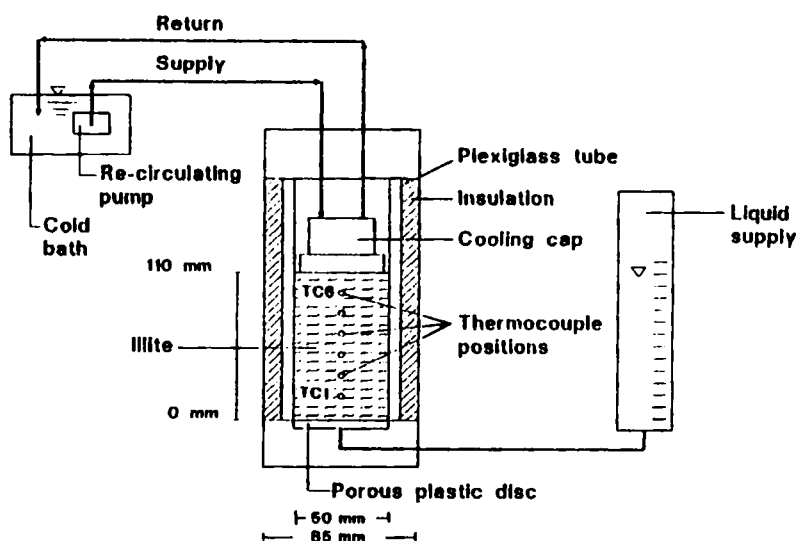 Return
Supply
Re-circulating
pump
Cold
bath
Plexiglass tube
Insulation
Cooling cap
Liquid
supply
110 mm
TC6
Illite
Thermocouple
positions
TC1
0 mm
Porous plastic disc
50 mm
85 mm